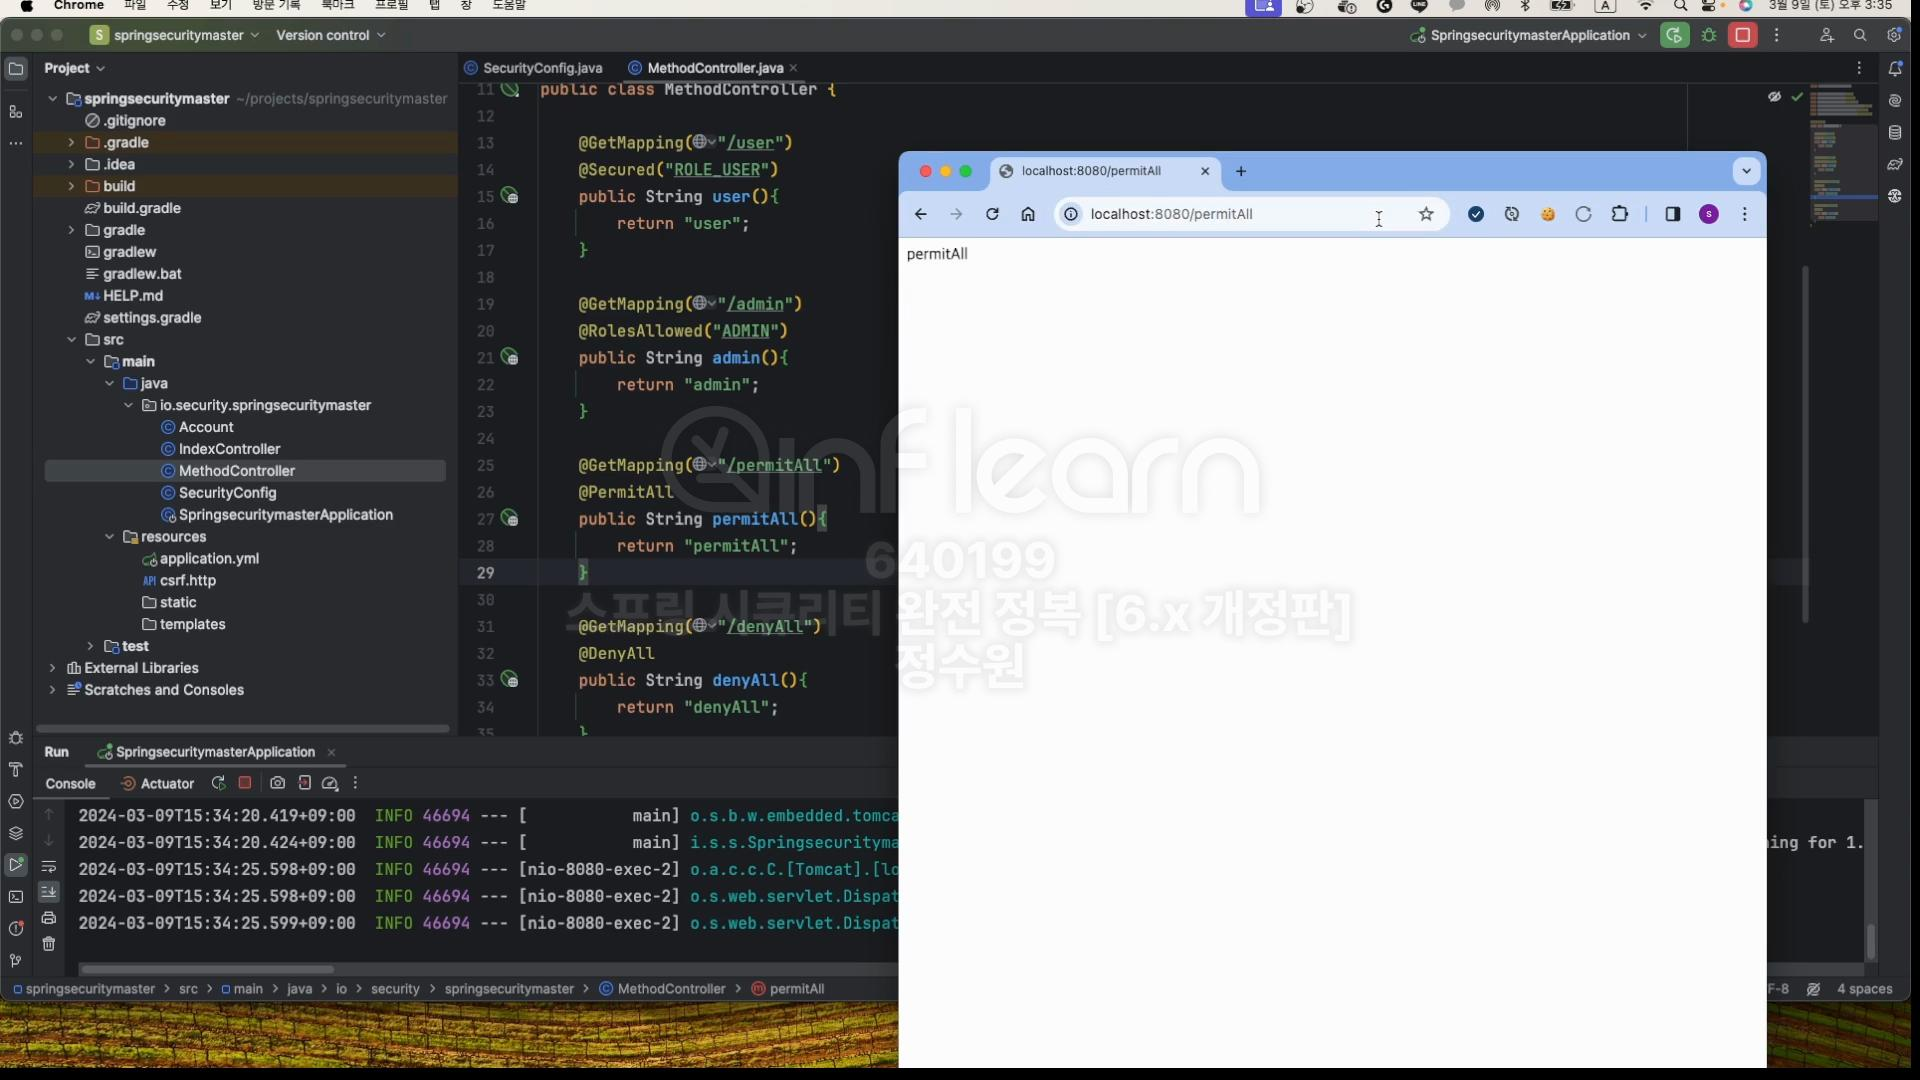 Chrome 파일 수정 보기 방문 기록 북마크 프로필 탭 창 도움말
LINE A 3월 9일 (토) 오후 3:35
S springsecuritymaster Version control SpringsecuritymasterApplication
Project
springsecuritymaster ~/projects/springsecuritymaster
.gitignore
.gradle
.idea
build
build.gradle
gradle
gradlew
gradlew.bat
M↓ HELP.md
settings.gradle
src
main
java
io.security.springsecuritymaster
Account
IndexController
MethodController
SecurityConfig
SpringsecuritymasterApplication
resources
application.yml
API csrf.http
static
templates
test
External Libraries
Scratches and Consoles
SecurityConfig.java MethodController.java
11 public class MethodController {
12
13 @GetMapping("/user")
14 @Secured("ROLE_USER")
15 public String user(){
16 return "user";
17 }
18
19 @GetMapping("/admin")
20 @RolesAllowed("ADMIN")
21 public String admin(){
22 return "admin";
23 }
24
25 @GetMapping("/permitAll")
26 @PermitAll
27 public String permitAll(){
28 return "permitAll";
29 }
30
31 @GetMapping("/denyAll")
32 @DenyAll
33 public String denyAll(){
34 return "denyAll";
35 }
localhost:8080/permitAll
localhost:8080/permitAll
s
permitAll
inflearn
640199
스프링 시큐리티 완전 정복 [6.x 개정판]
정수원
Run SpringsecuritymasterApplication
Console Actuator
2024-03-09T15:34:20.419+09:00 INFO 46694 --- [ main] o.s.b.w.embedded.tomca
2024-03-09T15:34:20.424+09:00 INFO 46694 --- [ main] i.s.s.Springsecurityma ing for 1.
2024-03-09T15:34:25.598+09:00 INFO 46694 --- [nio-8080-exec-2] o.a.c.c.C.[Tomcat].[lo
2024-03-09T15:34:25.598+09:00 INFO 46694 --- [nio-8080-exec-2] o.s.web.servlet.Dispat
2024-03-09T15:34:25.599+09:00 INFO 46694 --- [nio-8080-exec-2] o.s.web.servlet.Dispat
springsecuritymaster > src > main > java > io > security > springsecuritymaster > MethodController > permitAll
F-8 4 spaces